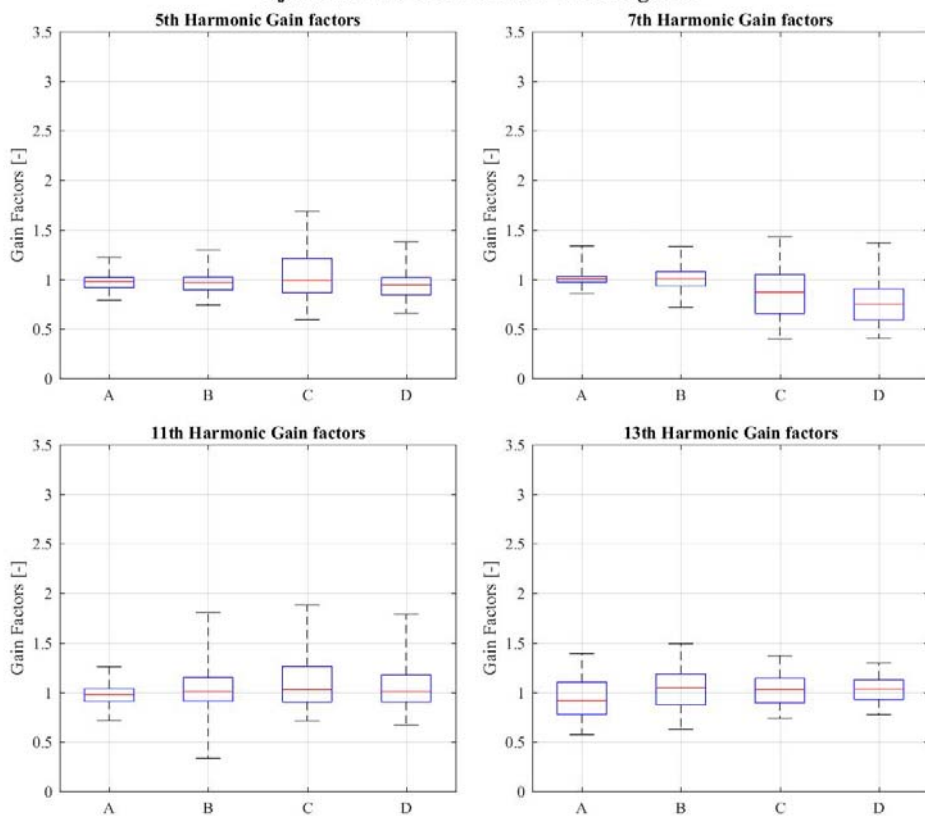 5th Harmonic Gain factors
3.5
3
2.5
2
1.5
1
0.5
0
Gain Factors [-]
A B C D
7th Harmonic Gain factors
3.5
3
2.5
2
1.5
1
0.5
0
Gain Factors [-]
A B C D
11th Harmonic Gain factors
3.5
3
2.5
2
1.5
1
0.5
0
Gain Factors [-]
A B C D
13th Harmonic Gain factors
3.5
3
2.5
2
1.5
1
0.5
0
Gain Factors [-]
A B C D